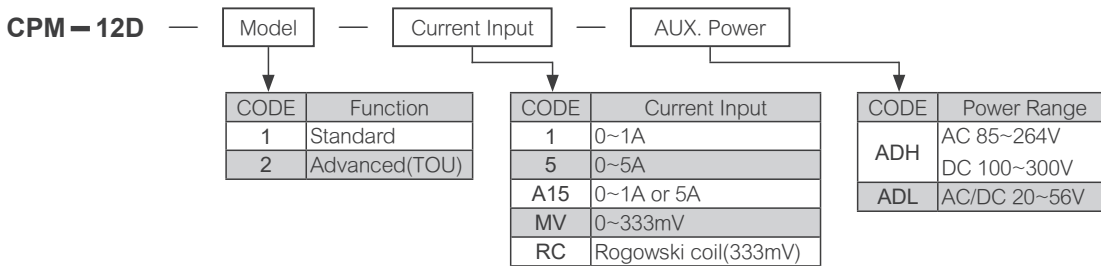 CPM-12D — Model — Current Input — AUX. Power
CODE Function
1 Standard
2 Advanced(TOU)
CODE Current Input
1 0~1A
5 0~5A
A15 0~1A or 5A
MV 0~333mV
RC Rogowski coil(333mV)
CODE Power Range
ADH AC 85~264V
DC 100~300V
ADL AC/DC 20~56V